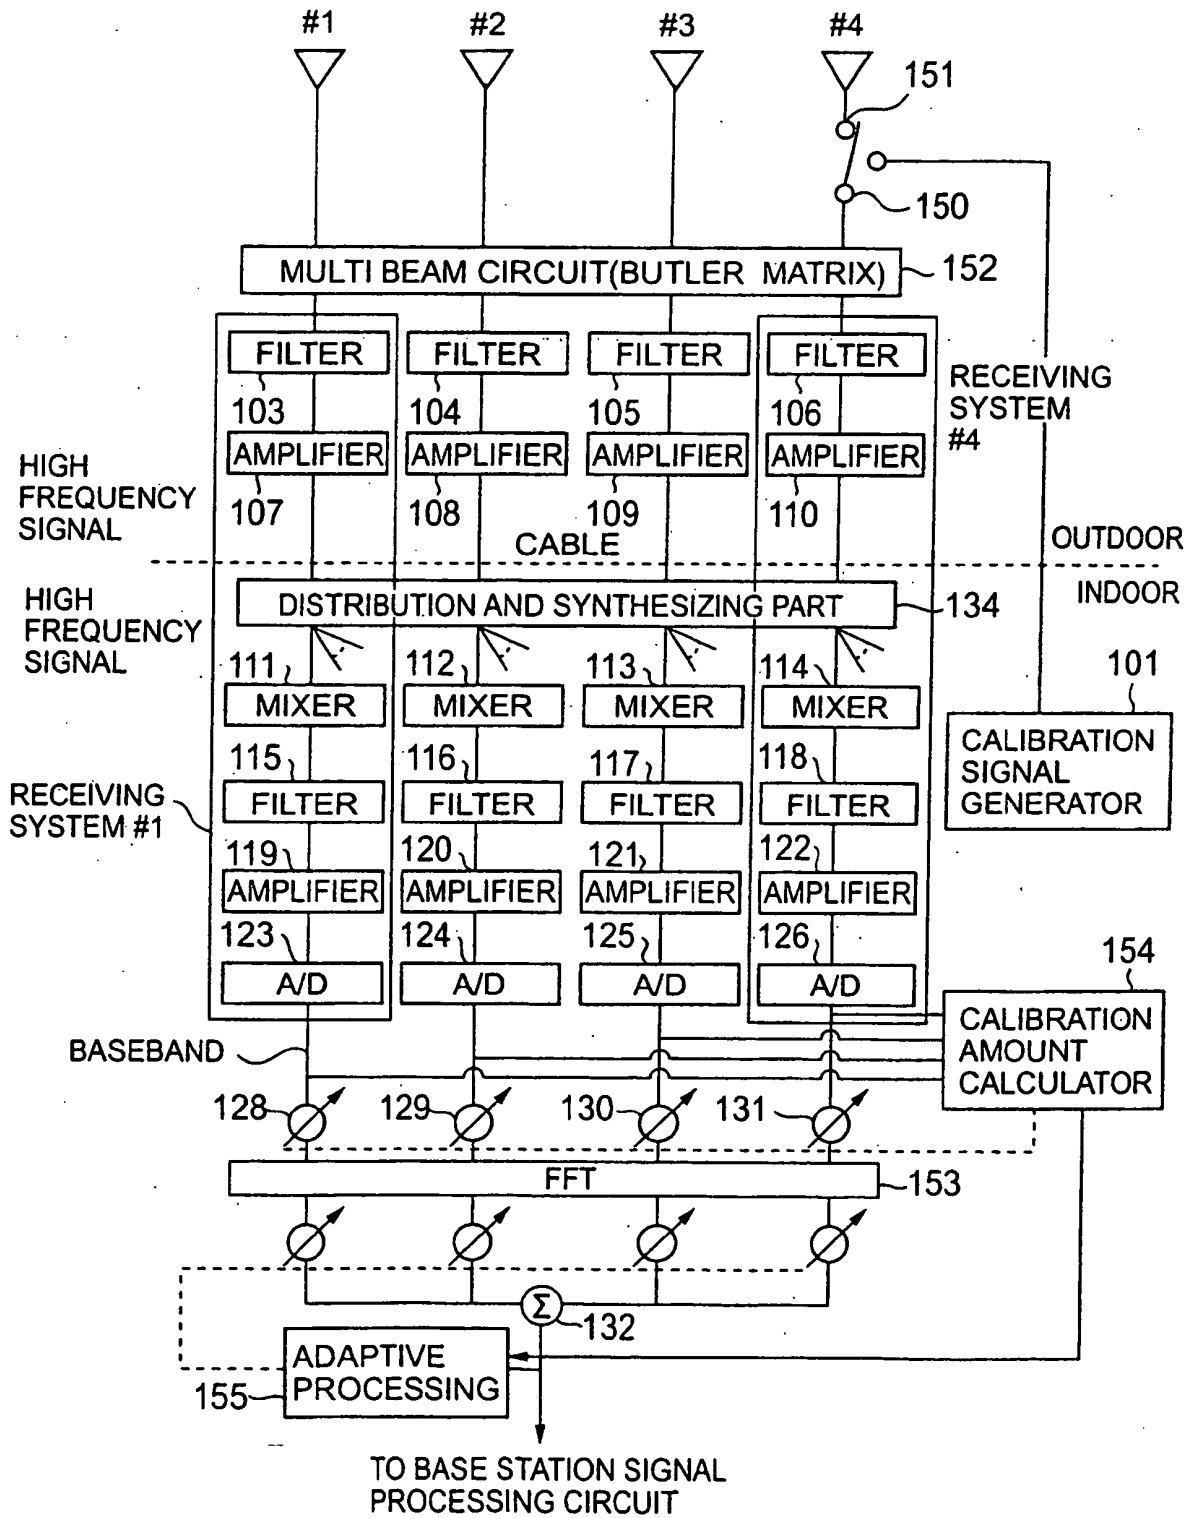 #1 #2 #3 #4
151
150
MULTI BEAM CIRCUIT(BUTLER MATRIX)
152
FILTER FILTER FILTER FILTER
103 104 105 106
RECEIVING
SYSTEM
#4
AMPLIFIER AMPLIFIER AMPLIFIER AMPLIFIER
107 108 109 110
HIGH
FREQUENCY
SIGNAL
CABLE
OUTDOOR
INDOOR
HIGH
FREQUENCY
SIGNAL
DISTRIBUTION AND SYNTHESIZING PART
134
111 112 113 114
MIXER MIXER MIXER MIXER
101
CALIBRATION
SIGNAL
GENERATOR
115 116 117 118
FILTER FILTER FILTER FILTER
RECEIVING
SYSTEM #1
119 120 121 122
AMPLIFIER AMPLIFIER AMPLIFIER AMPLIFIER
123 124 125 126
A/D A/D A/D A/D
154
CALIBRATION
AMOUNT
CALCULATOR
BASEBAND
128 129 130 131
FFT
153
Σ
132
ADAPTIVE
PROCESSING
155
TO BASE STATION SIGNAL
PROCESSING CIRCUIT